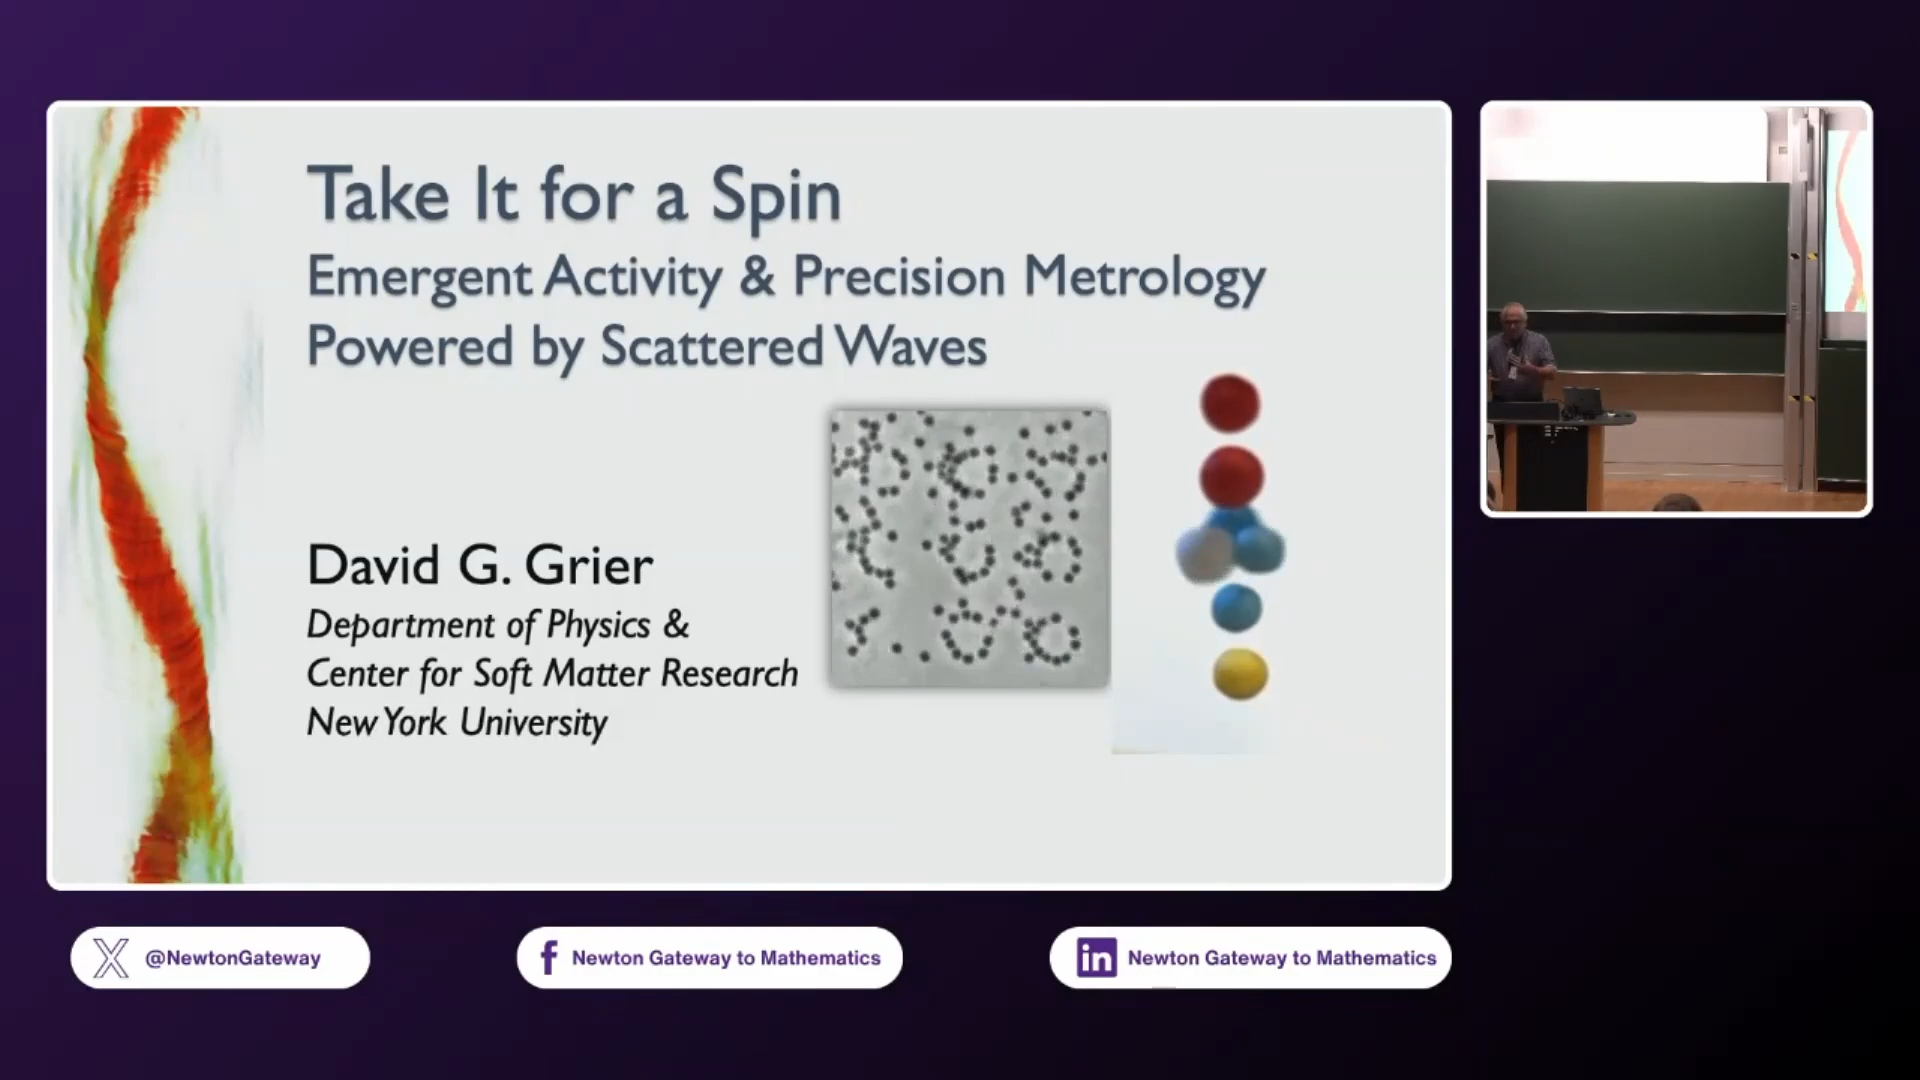 Take It for a Spin
Emergent Activity & Precision Metrology
Powered by Scattered Waves
David G. Grier
Department of Physics &
Center for Soft Matter Research
New York University
@NewtonGateway
Newton Gateway to Mathematics
Newton Gateway to Mathematics